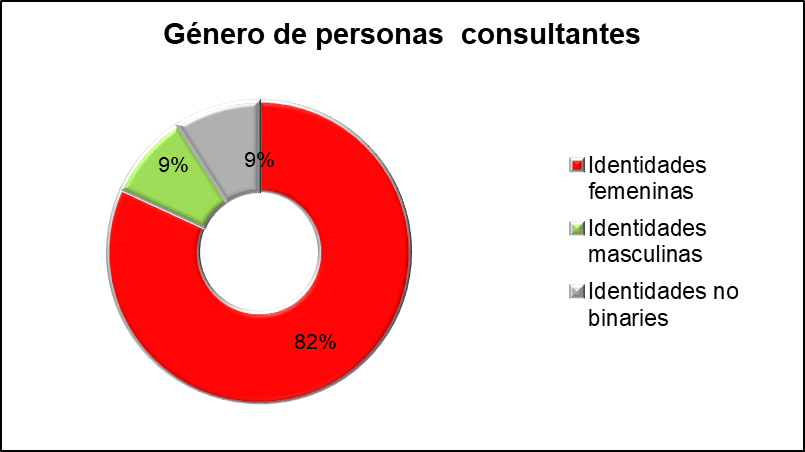 Género de personas  consultantes
9%
9%
82%
Identidades
femeninas
Identidades
masculinas
Identidades no
binaries